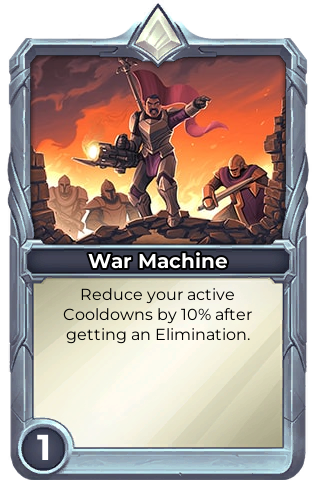 War Machine
Reduce your active
Cooldowns by 10% after
getting an Elimination.
1